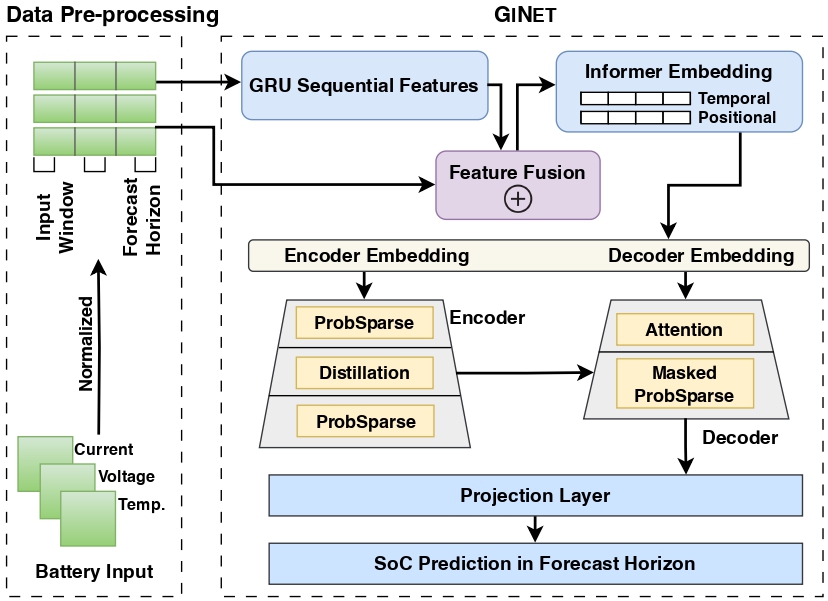 Data Pre-processing
GINET
GRU Sequential Features
Informer Embedding
Temporal
Positional
Feature Fusion
Input
Window
Forecast
Horizon
Encoder Embedding
Decoder Embedding
Normalized
ProbSparse
Encoder
Distillation
ProbSparse
Attention
Masked
ProbSparse
Decoder
Current
Voltage
Temp.
Battery Input
Projection Layer
SoC Prediction in Forecast Horizon